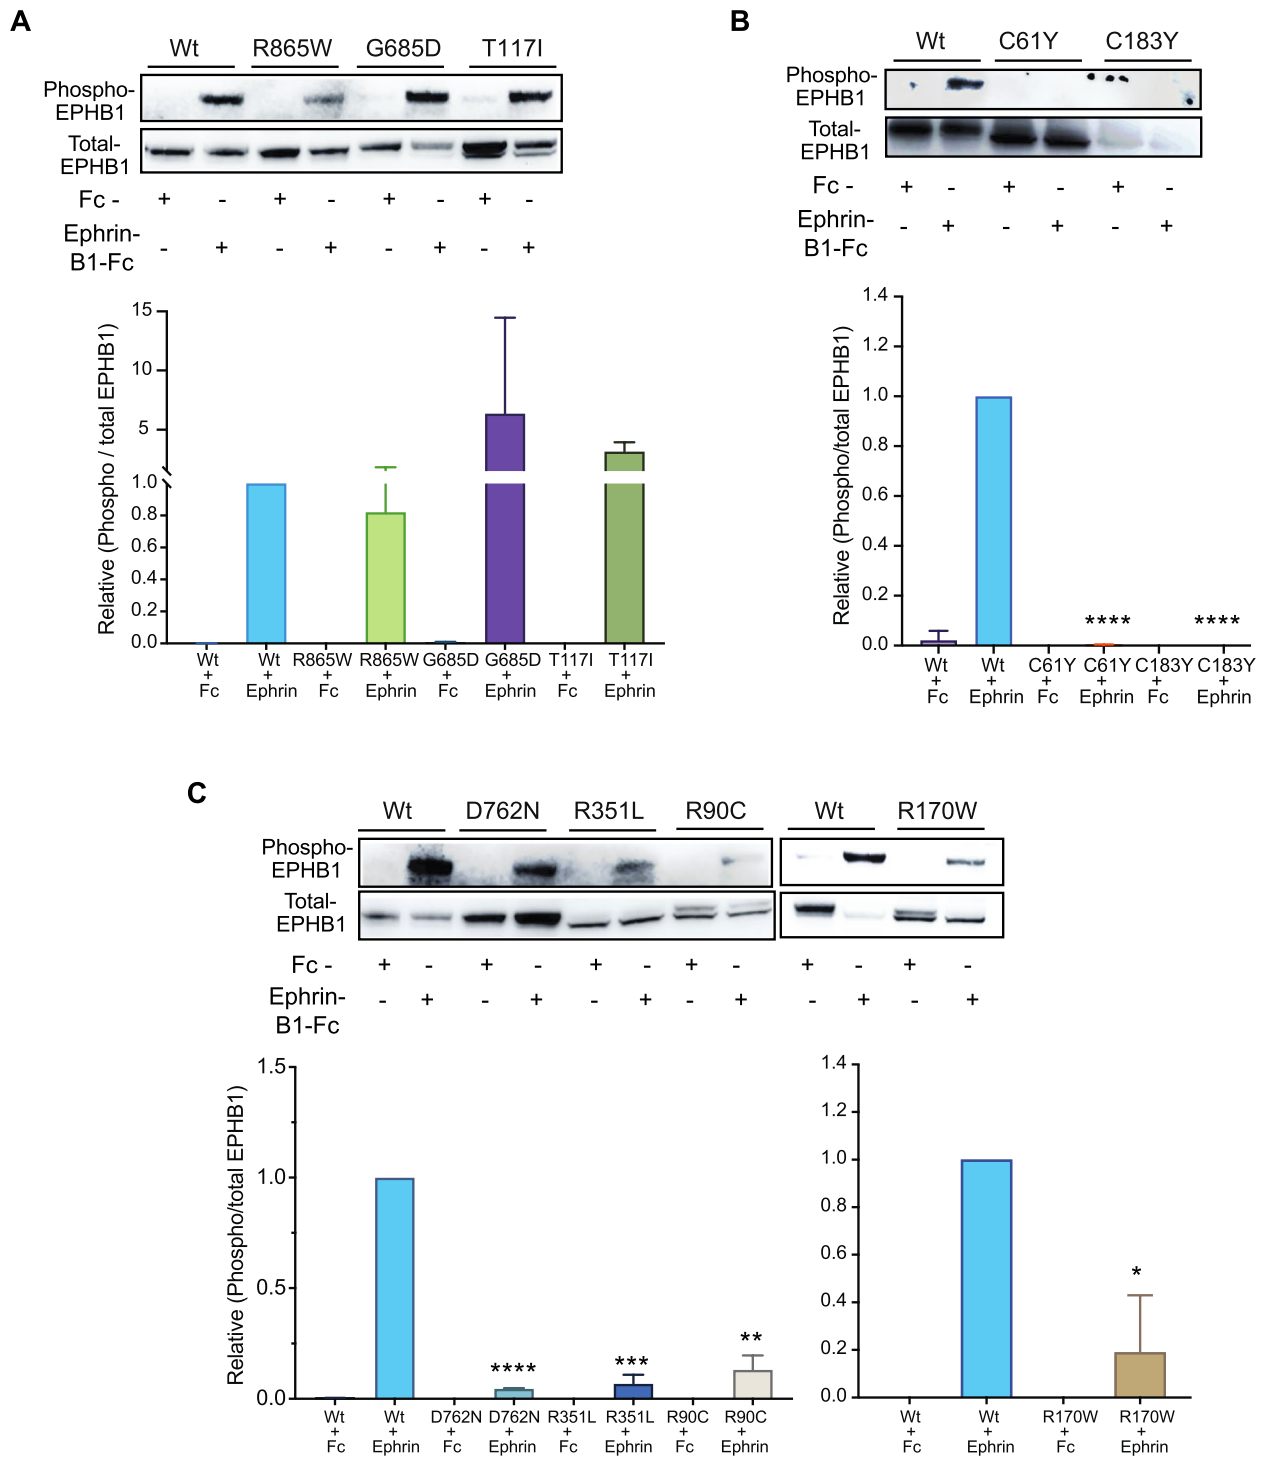 A
Wt R865W G685D T117I
Phospho-
EPHB1
Total-
EPHB1
Fc - + - + - + - + -
Ephrin-
B1-Fc
- + - + - + - +
Relative (Phospho / total EPHB1)
15
10
5
1.0
0.8
0.6
0.4
0.2
0.0
Wt Wt R865W R865W G685D G685D T117I T117I
+ + + + + + + +
Fc Ephrin Fc Ephrin Fc Ephrin Fc Ephrin
B
Wt C61Y C183Y
Phospho-
EPHB1
Total-
EPHB1
Fc - + - + - + -
Ephrin-
B1-Fc
- + - + - +
Relative (Phospho/total EPHB1)
1.4
1.2
1.0
0.8
0.6
0.4
0.2
0.0
**** ****
Wt Wt C61Y C61Y C183Y C183Y
+ + + + + +
Fc Ephrin Fc Ephrin Fc Ephrin
C
Wt D762N R351L R90C Wt R170W
Phospho-
EPHB1
Total-
EPHB1
Fc - + - + - + - + - + - + -
Ephrin-
B1-Fc
- + - + - + - + - + - +
Relative (Phospho/total EPHB1)
1.5
1.0
0.5
0.0
**** *** **
Wt Wt D762N D762N R351L R351L R90C R90C
+ + + + + + + +
Fc Ephrin Fc Ephrin Fc Ephrin Fc Ephrin
1.4
1.2
1.0
0.8
0.6
0.4
0.2
0.0
*
Wt Wt R170W R170W
+ + + +
Fc Ephrin Fc Ephrin